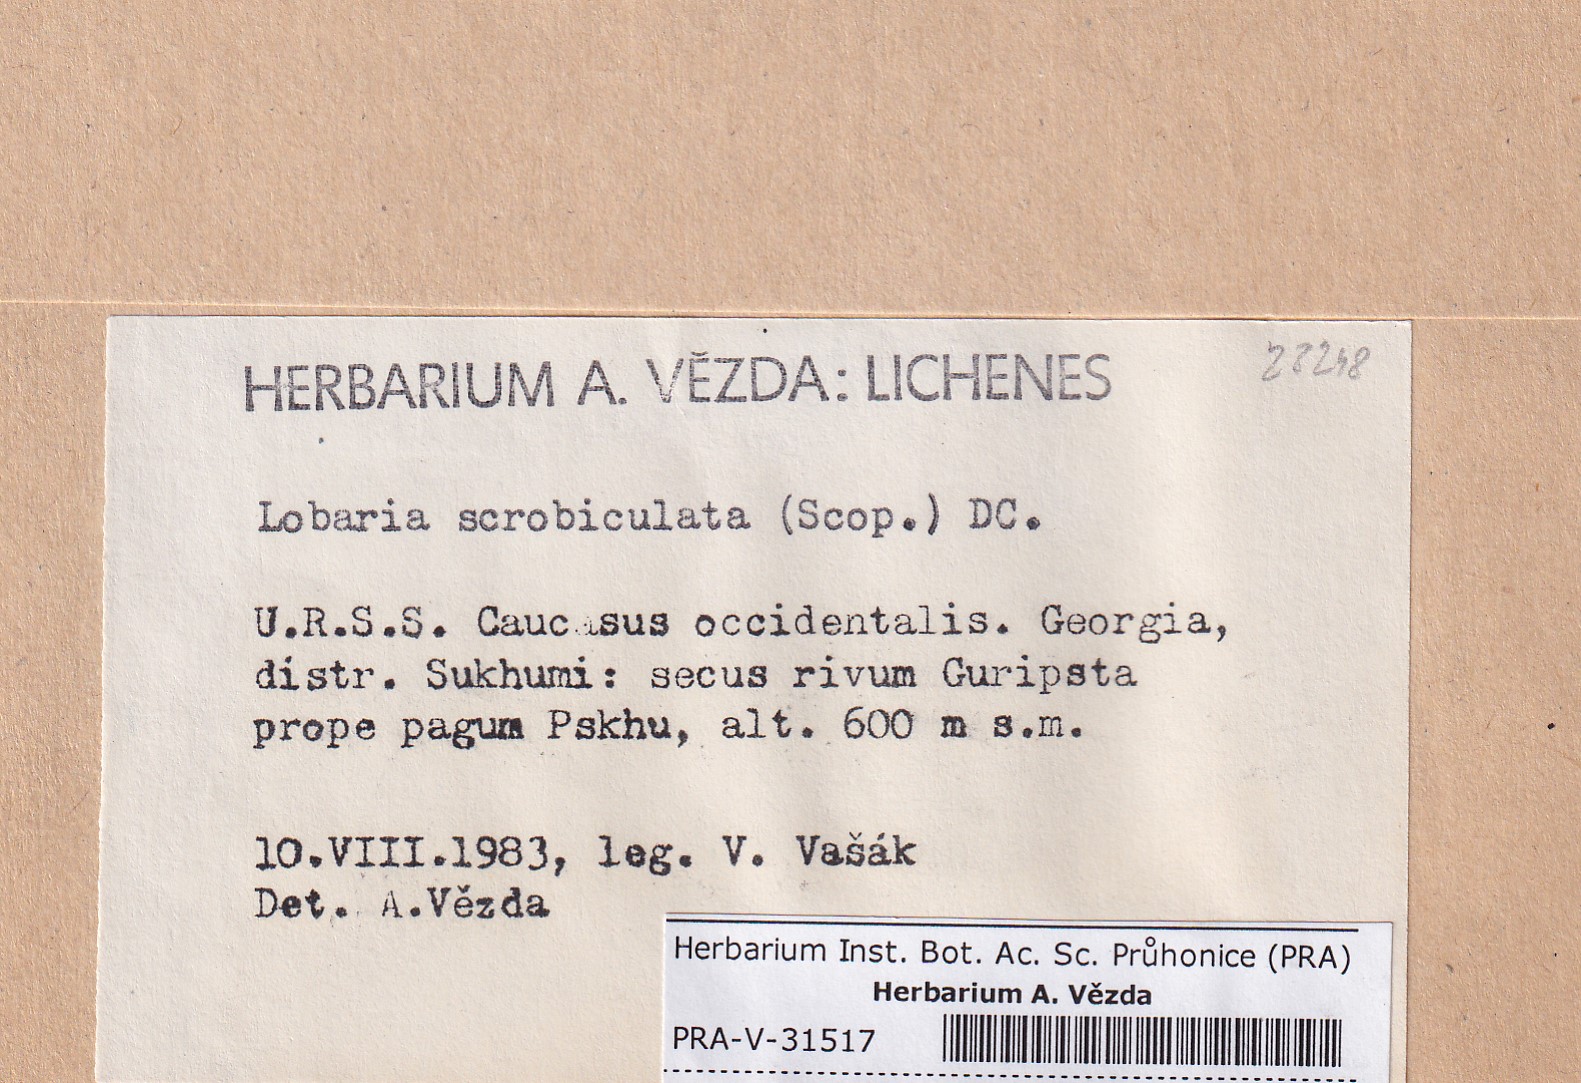 HERBARIUM A. VĚZDA: LICHENES
Lobaria scrobiculata (Scop.) DC.
U.R.S.S. Caucasus occidentalis. Georgia,
distr. Sukhumi: secus rivum Guripsta
prope pagum Pskhu, alt. 600 m s.m.
10.VIII.1983, leg. V. Vašák
Det. A.Vězda
Herbarium Inst. Bot. Ac. Sc. Průhonice (PRA)
Herbarium A. Vězda
PRA-V-31517